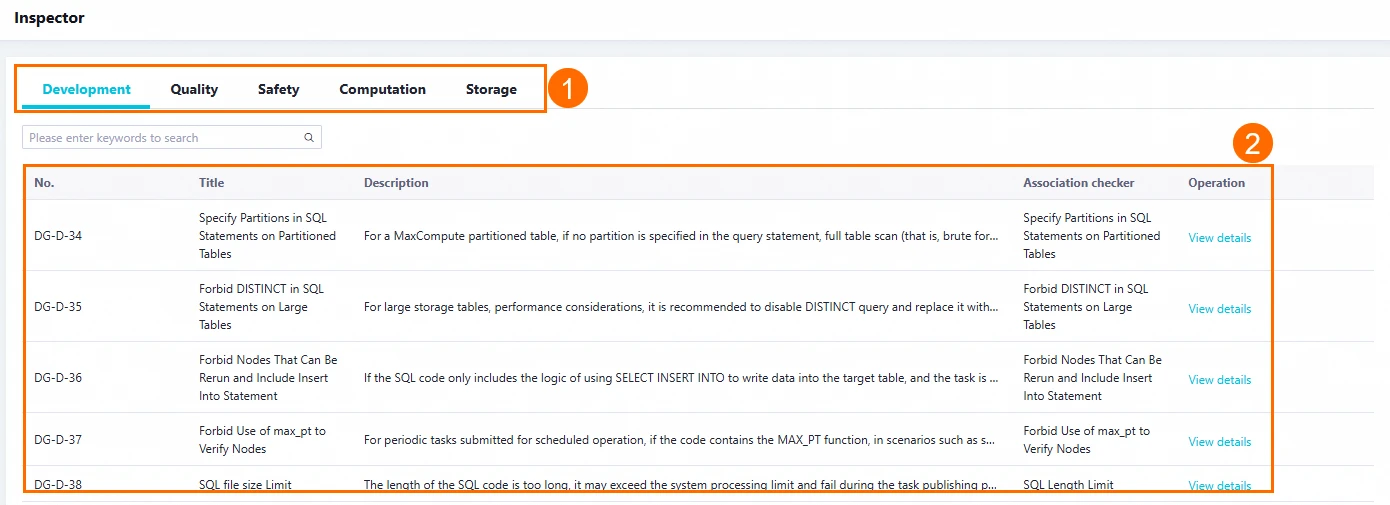 Inspector
Development Quality Safety Computation Storage
1
Please enter keywords to search
2
No. Title Description Association checker Operation
Specify Partitions in SQL Specify Partitions in SQL
DG-D-34 Statements on Partitioned For a MaxCompute partitioned table, if no partition is specified in the query statement, full table scan (that is, brute for... Statements on Partitioned View details
Tables Tables
Forbid DISTINCT in SQL Forbid DISTINCT in SQL
DG-D-35 Statements on Large For large storage tables, performance considerations, it is recommended to disable DISTINCT query and replace it with... Statements on Large View details
Tables Tables
Forbid Nodes That Can Be Forbid Nodes That Can Be
DG-D-36 Rerun and Include Insert If the SQL code only includes the logic of using SELECT INSERT INTO to write data into the target table, and the task is ... Rerun and Include Insert View details
Into Statement Into Statement
Forbid Use of max_pt to Forbid Use of max_pt to
DG-D-37 For periodic tasks submitted for scheduled operation, if the code contains the MAX_PT function, in scenarios such as s... View details
Verify Nodes Verify Nodes
DG-D-38 SQL file size Limit The length of the SQL code is too long, it may exceed the system processing limit and fail during the task publishing p... SQL Length Limit View details